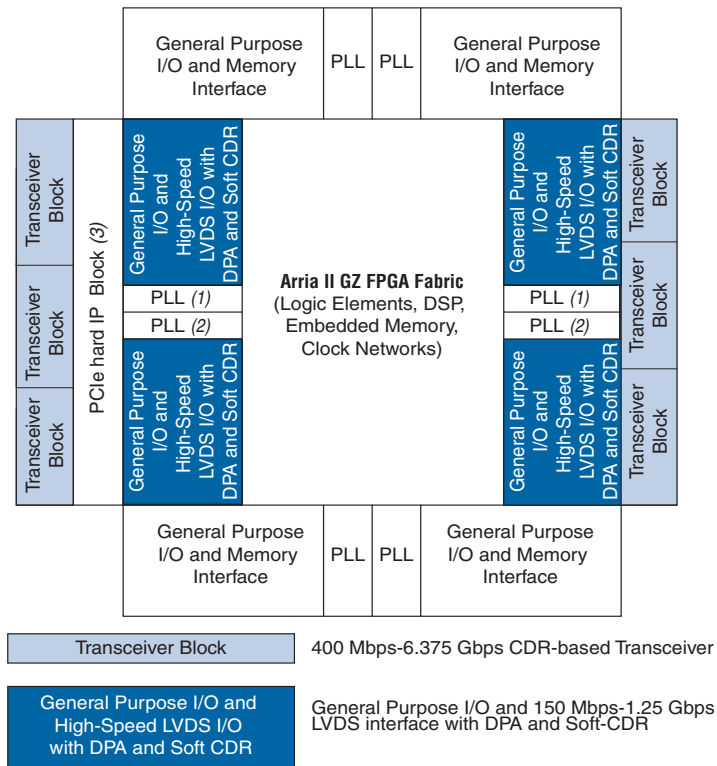 General Purpose
I/O and Memory
Interface
PLL
PLL
General Purpose
I/O and Memory
Interface
Transceiver
Block
Transceiver
Block
Transceiver
Block
PCIe hard IP Block (3)
General Purpose
I/O and
High-Speed
LVDS I/O with
DPA and Soft CDR
PLL (1)
PLL (2)
General Purpose
I/O and
High-Speed
LVDS I/O with
DPA and Soft CDR
Arria II GZ FPGA Fabric
(Logic Elements, DSP,
Embedded Memory,
Clock Networks)
General Purpose
I/O and
High-Speed
LVDS I/O with
DPA and Soft CDR
PLL (1)
PLL (2)
General Purpose
I/O and
High-Speed
LVDS I/O with
DPA and Soft CDR
Transceiver
Block
Transceiver
Block
Transceiver
Block
General Purpose
I/O and Memory
Interface
PLL
PLL
General Purpose
I/O and Memory
Interface
Transceiver Block
400 Mbps-6.375 Gbps CDR-based Transceiver
General Purpose I/O and
High-Speed LVDS I/O
with DPA and Soft CDR
General Purpose I/O and 150 Mbps-1.25 Gbps
LVDS interface with DPA and Soft-CDR